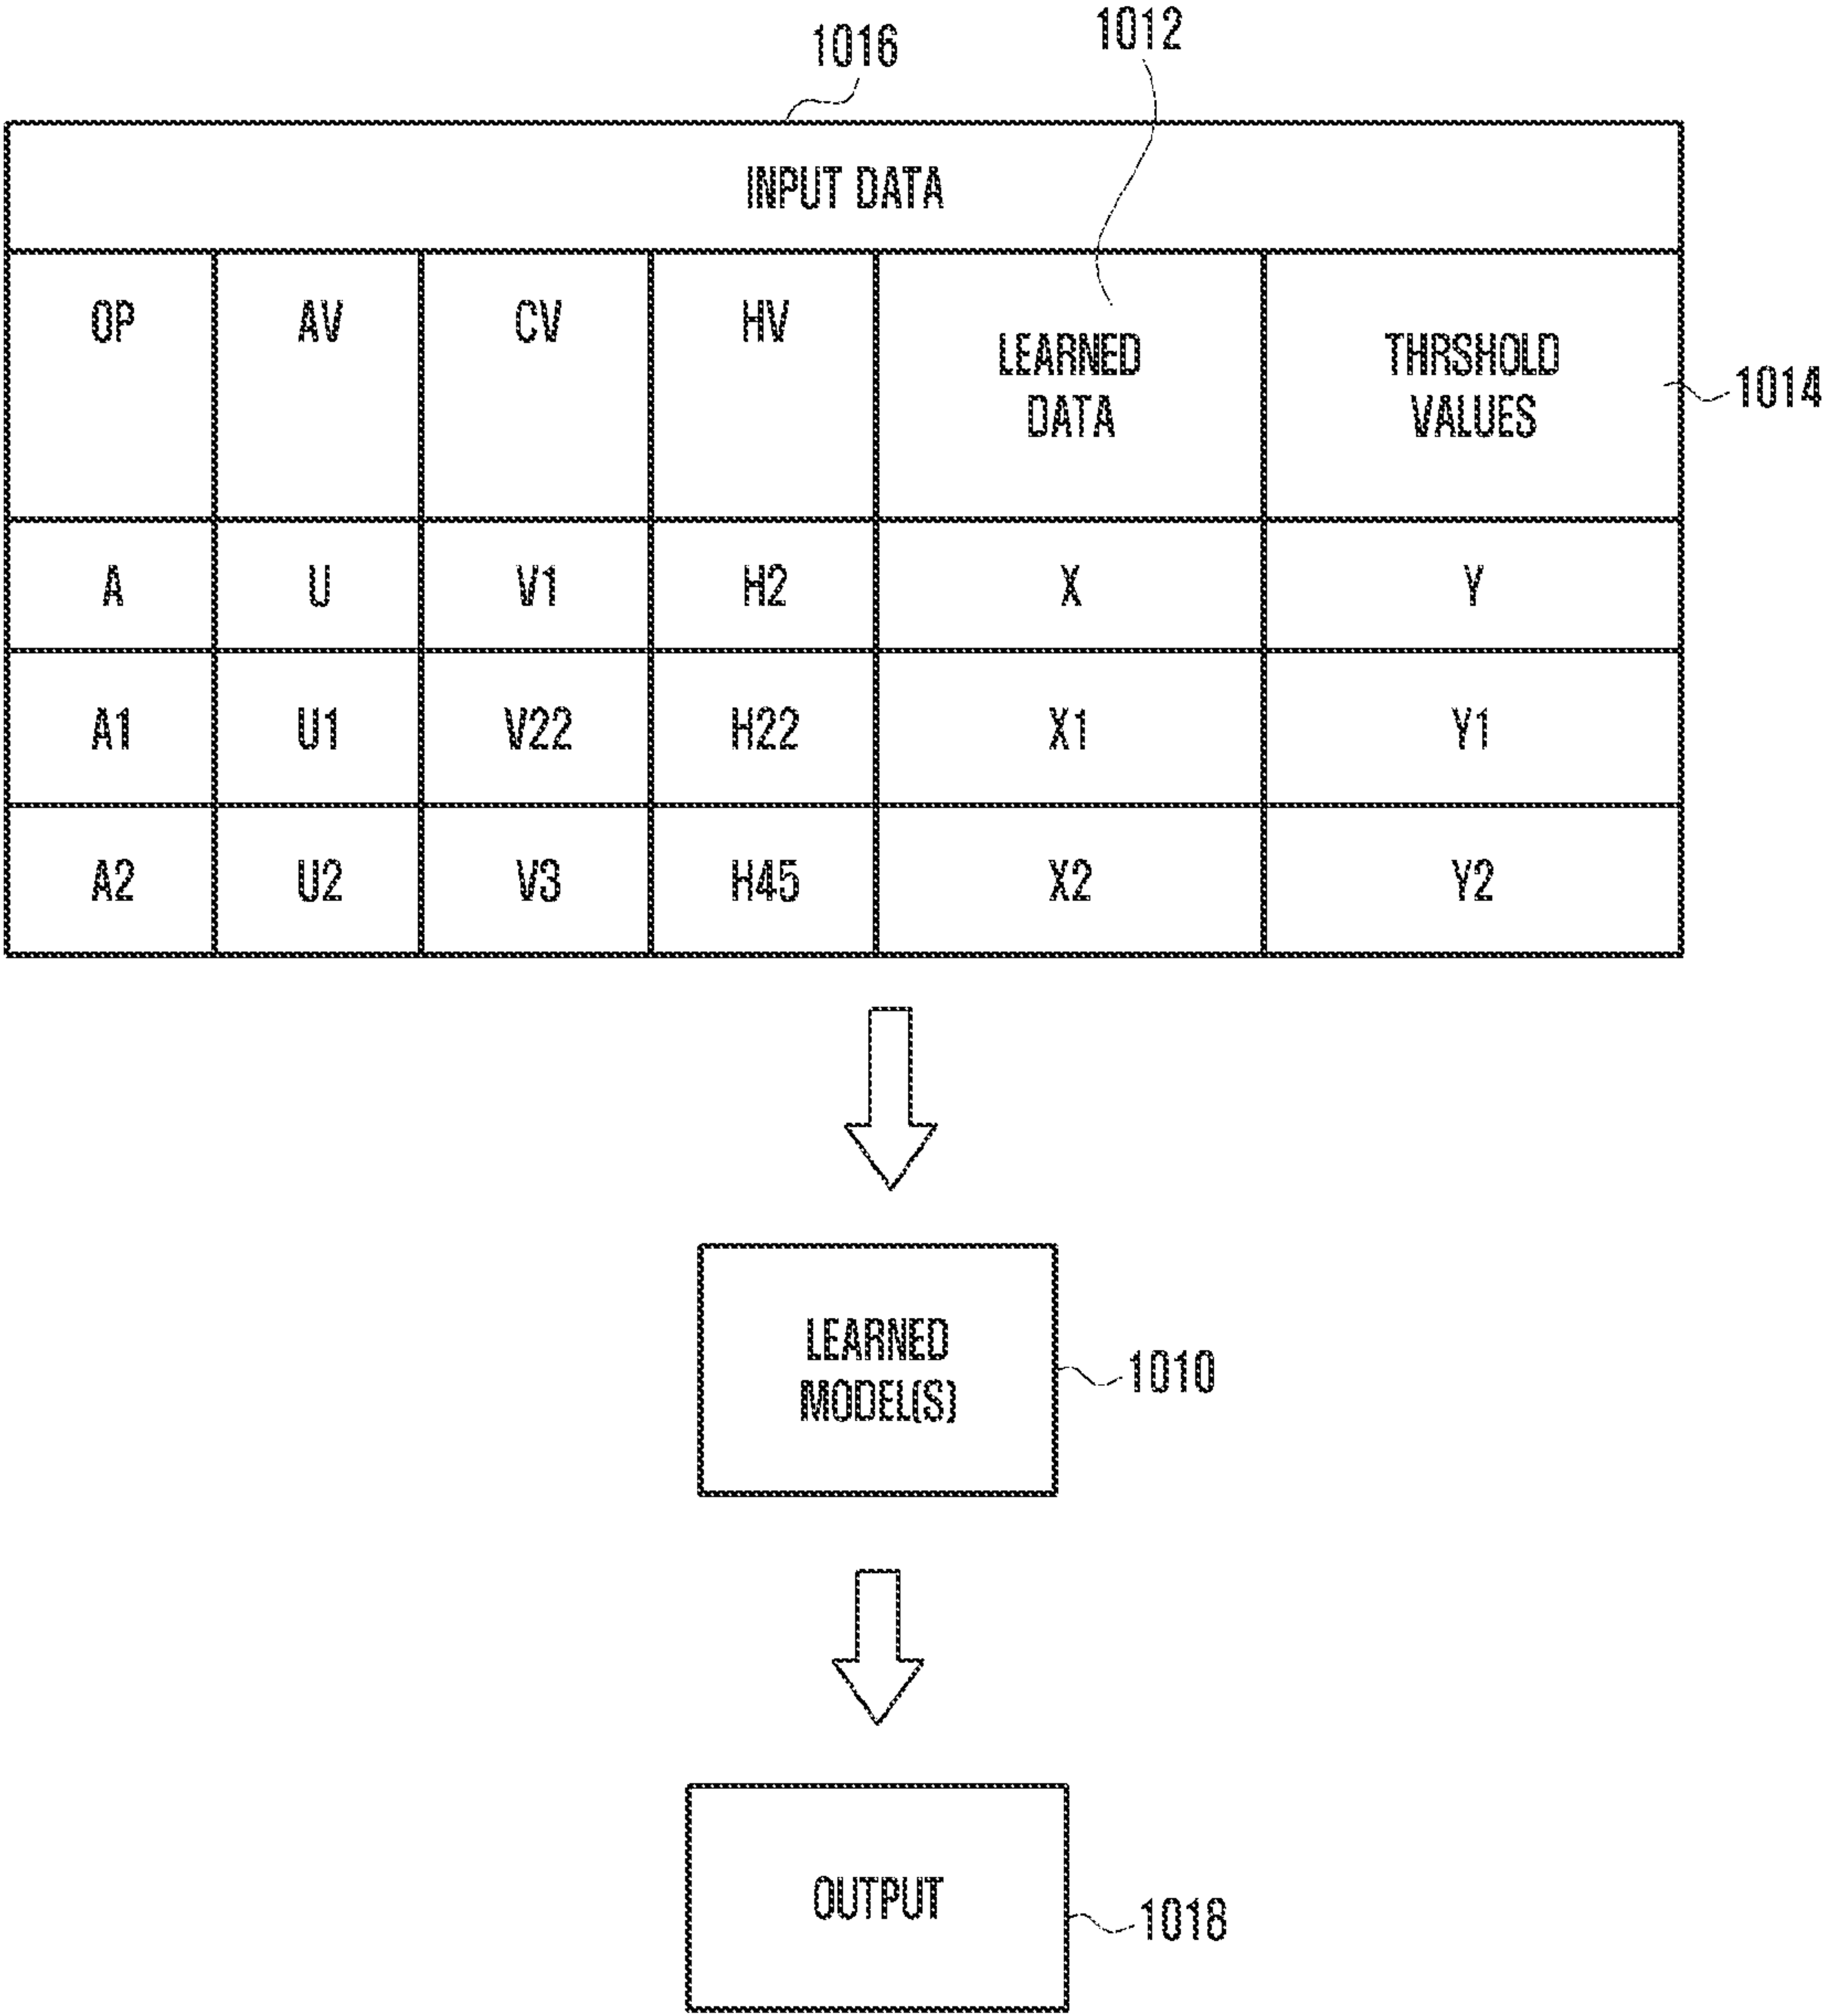 1016
1012
INPUT DATA
OP AV CV HV LEARNED DATA THRSHOLD VALUES
1014
A U V1 H2 X Y
A1 U1 V22 H22 X1 Y1
A2 U2 V3 H45 X2 Y2
LEARNED
MODEL(S)
1010
OUTPUT
1018